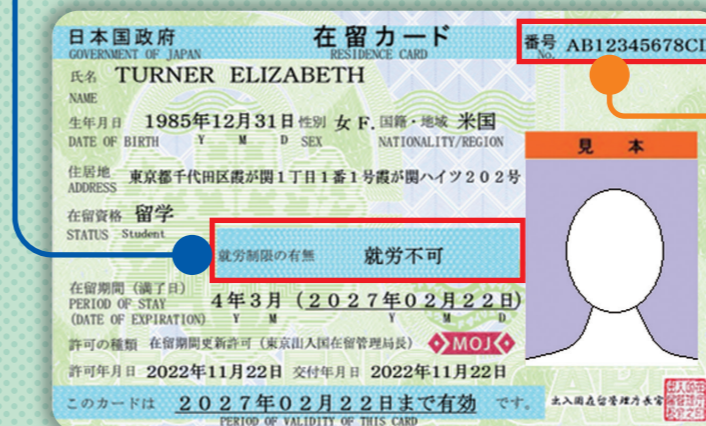 日本国政府 在留カード 番号 AB12345678CD
GOVERNMENT OF JAPAN RESIDENCE CARD No.
氏名 TURNER ELIZABETH
NAME
生年月日 1985年12月31日 性別 女 F. 国籍・地域 米国
DATE OF BIRTH Y M D SEX NATIONALITY/REGION
見本
住居地 東京都千代田区霞が関1丁目1番1号霞が関ハイツ202号
ADDRESS
在留資格 留学
STATUS Student
就労制限の有無 就労不可
在留期間(満了日)
PERIOD OF STAY 4年3月(2027年02月22日)
(DATE OF EXPIRATION) Y M Y M D
許可の種類 在留期間更新許可(東京出入国在留管理局長) MOJ
許可年月日 2022年11月22日 交付年月日 2022年11月22日
このカードは 2027年02月22日まで有効 です。 出入国在留管理庁長官
PERIOD OF VALIDITY OF THIS CARD